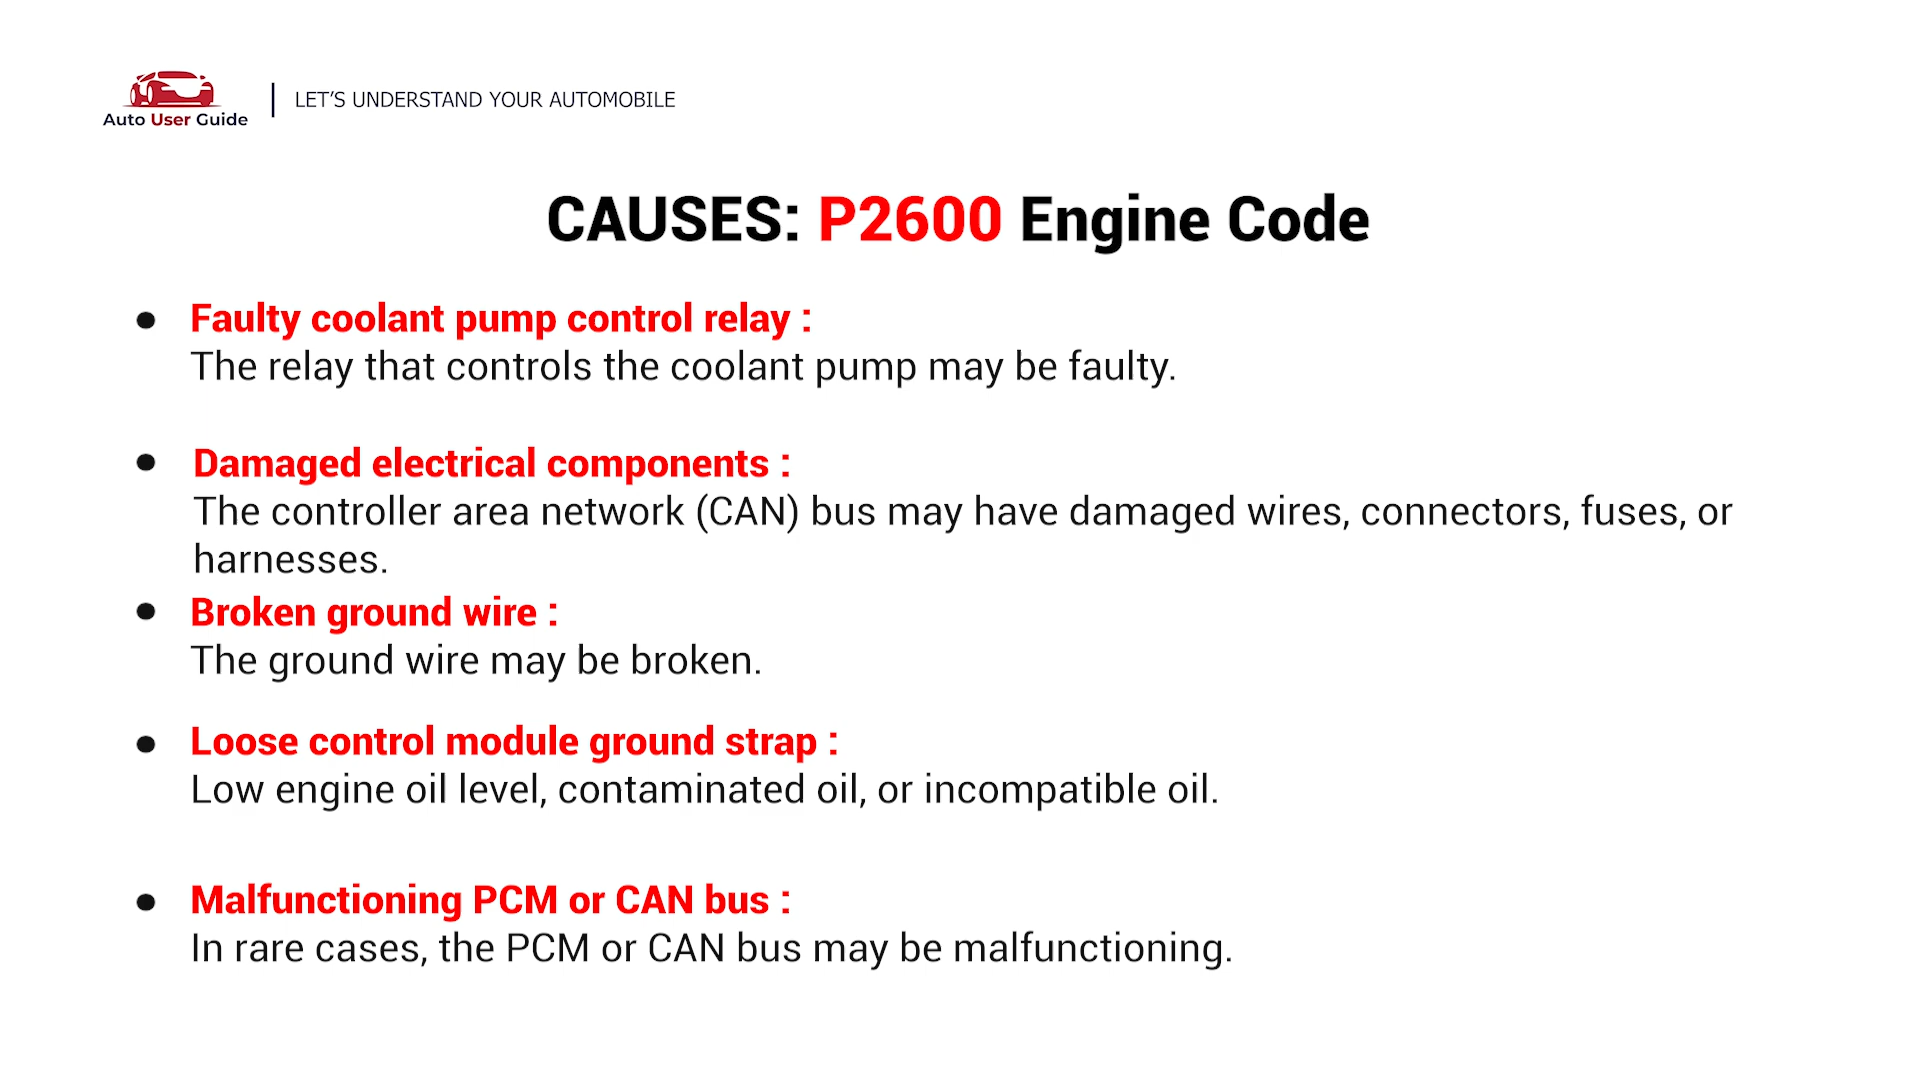 Auto User Guide
LET'S UNDERSTAND YOUR AUTOMOBILE
CAUSES: P2600 Engine Code
● Faulty coolant pump control relay :
The relay that controls the coolant pump may be faulty.
● Damaged electrical components :
The controller area network (CAN) bus may have damaged wires, connectors, fuses, or
harnesses.
● Broken ground wire :
The ground wire may be broken.
● Loose control module ground strap :
Low engine oil level, contaminated oil, or incompatible oil.
● Malfunctioning PCM or CAN bus :
In rare cases, the PCM or CAN bus may be malfunctioning.